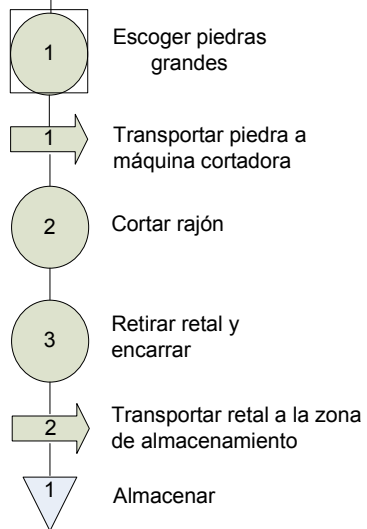 1
Escoger piedras
grandes
1
Transportar piedra a
máquina cortadora
2
Cortar rajón
3
Retirar retal y
encarrar
2
Transportar retal a la zona
de almacenamiento
1
Almacenar